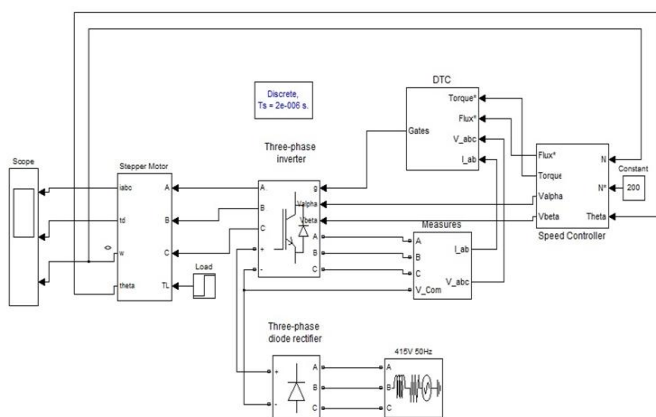 DTC
Discrete,
Ts = 2e-006 s.
Torque*
Flux*
V_abc
I_ab
Gates
Three-phase
inverter
Scope
Stepper Motor
iabc
td
w
theta
A
B
C
TL
Load
A
B
C
+
-
g
Valpha
Vbeta
A
B
C
Measures
A
B
C
V_Com
I_ab
V_abc
Flux*
Torque
Valpha
Vbeta
N
N*
Theta
Speed Controller
Constant
200
Three-phase
diode rectifier
+
-
A
B
C
415V 50Hz
A
B
C